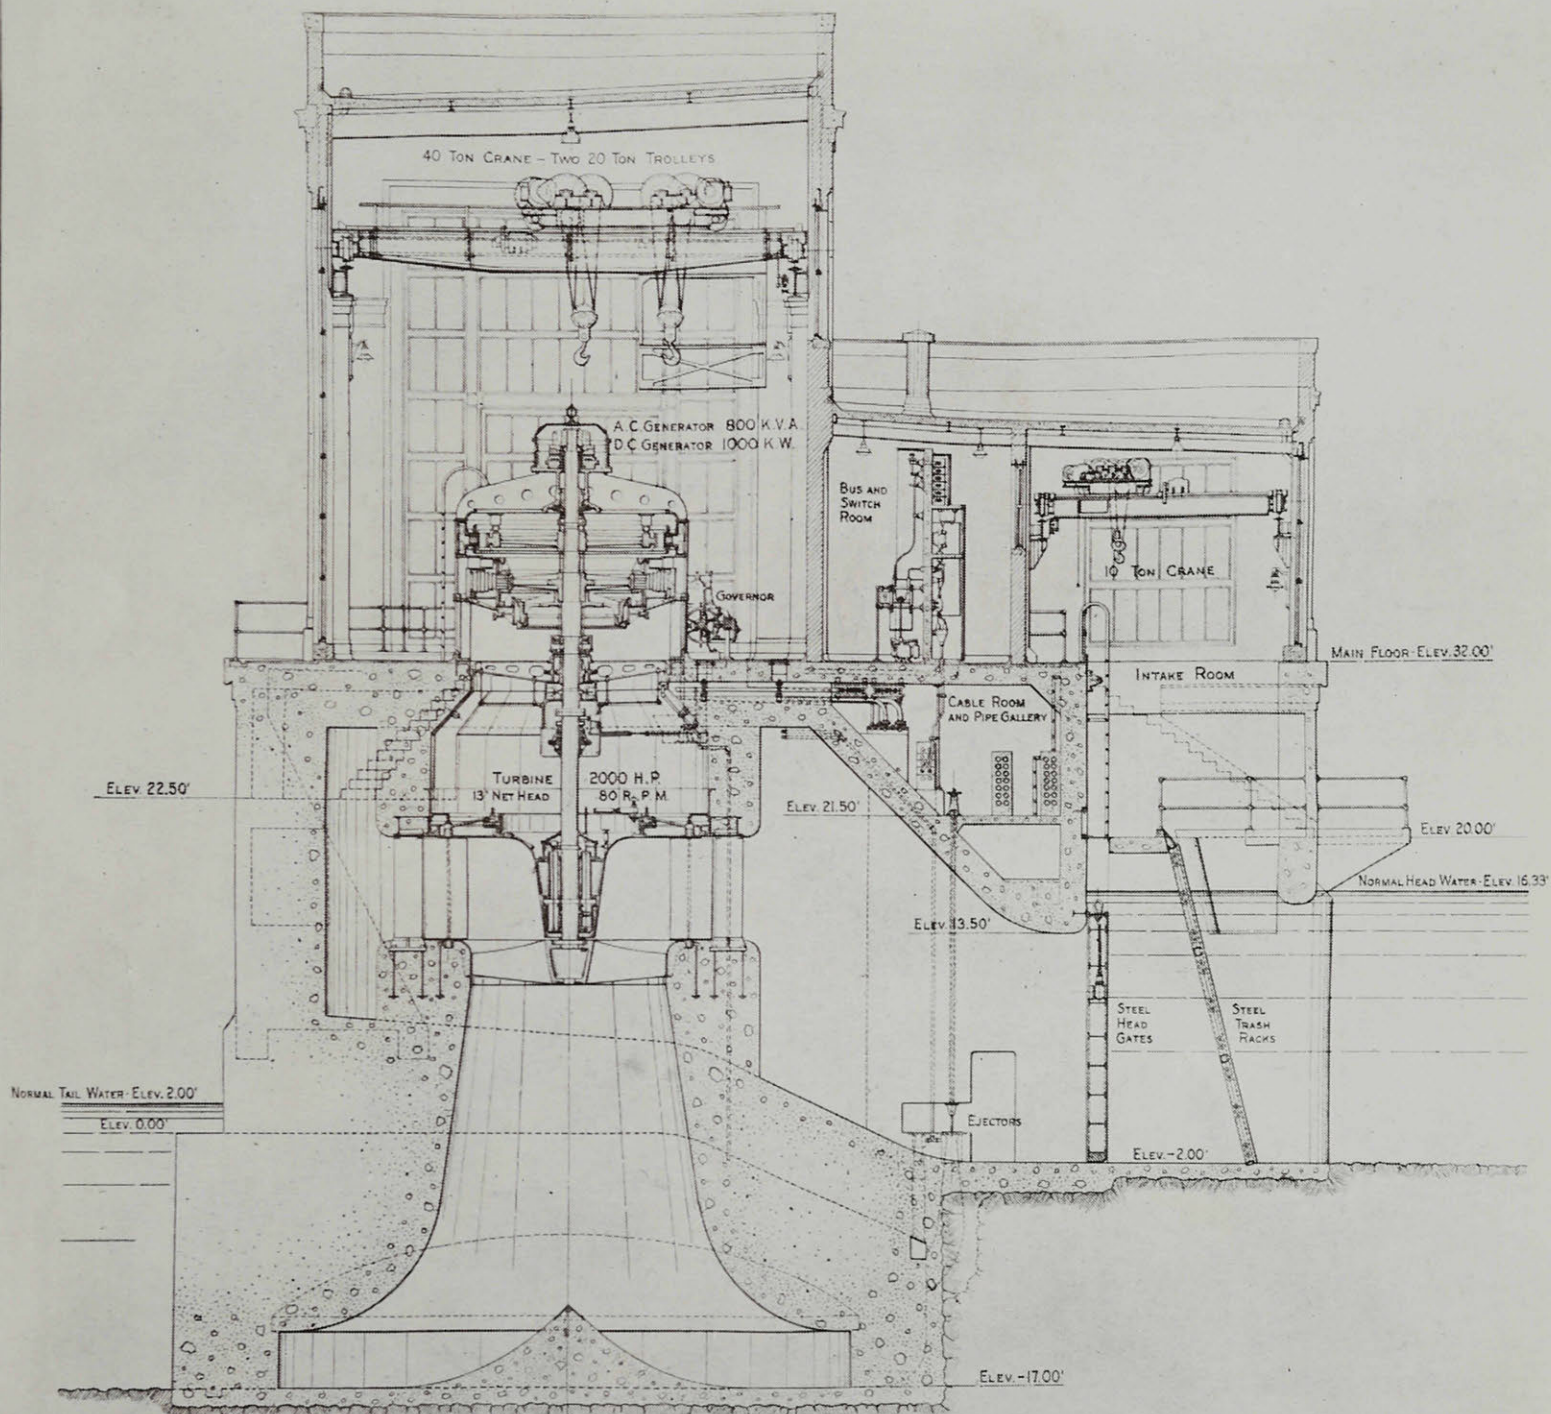 40 TON CRANE - TWO 20 TON TROLLEYS
A.C. GENERATOR 800 K.V.A.
D.C. GENERATOR 1000 K.W.
BUS AND
SWITCH
ROOM
10 TON CRANE
GOVERNOR
MAIN FLOOR-ELEV. 32.00'
INTAKE ROOM
CABLE ROOM
AND PIPE GALLERY
TURBINE 2000 H.P.
13' NET HEAD 80 R.P.M.
ELEV. 22.50'
ELEV. 21.50'
ELEV. 20.00'
NORMAL HEAD WATER-ELEV. 16.33'
ELEV. 13.50'
STEEL
HEAD
GATES
STEEL
TRASH
RACKS
NORMAL TAIL WATER-ELEV. 2.00'
ELEV. 0.00'
EJECTORS
ELEV.-2.00'
ELEV.-17.00'